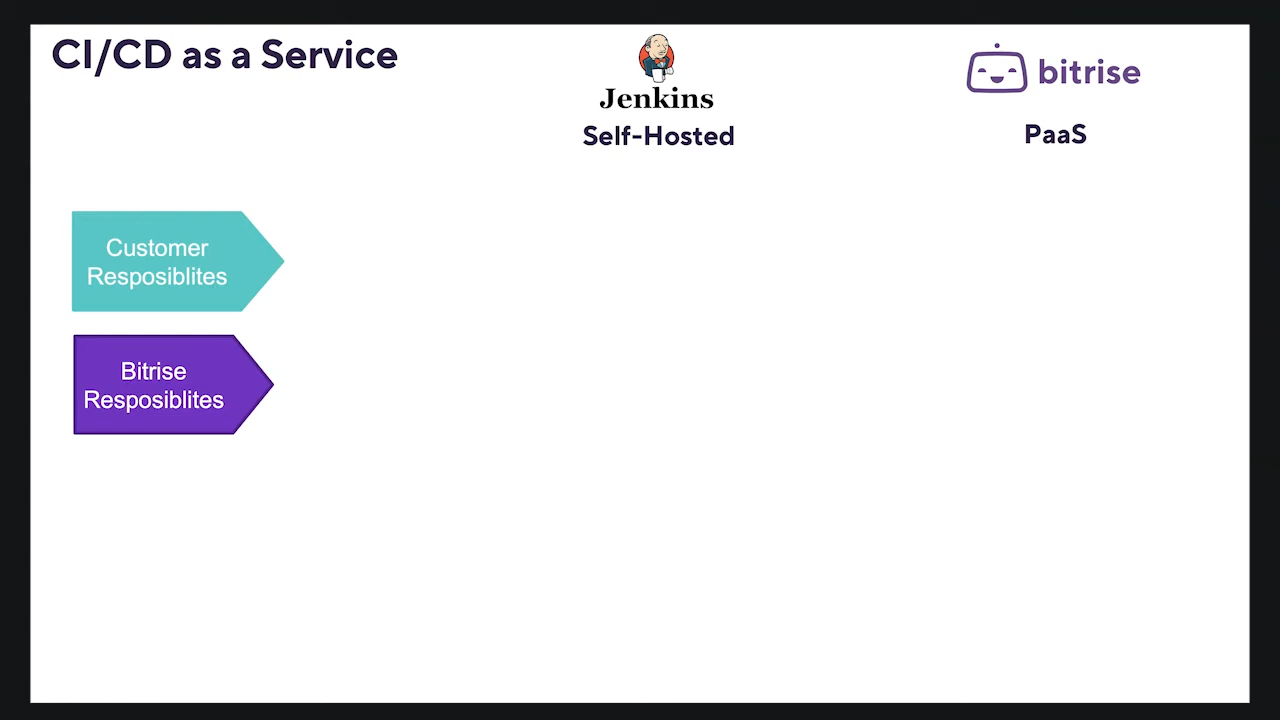 CI/CD as a Service
Jenkins
Self-Hosted
bitrise
PaaS
Customer
Resposiblites
Bitrise
Resposiblites